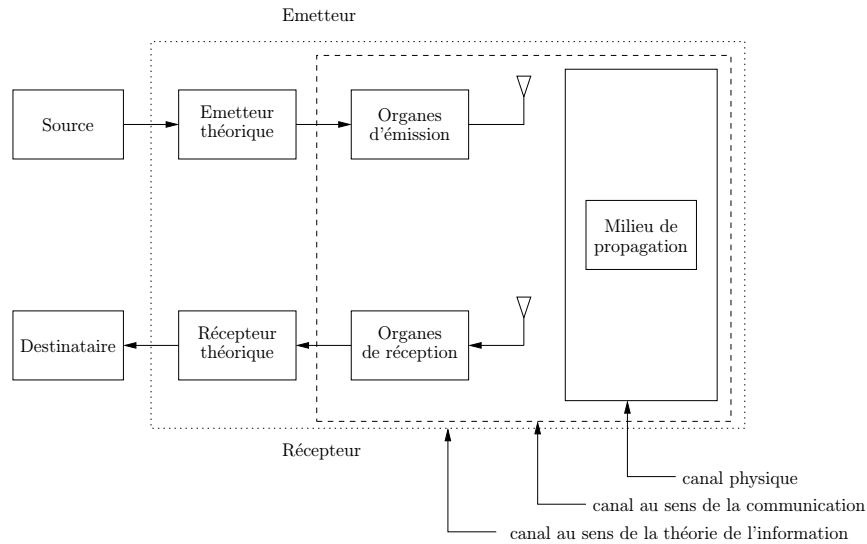 Emetteur
Source
Emetteur
théorique
Organes
d'émission
Milieu de
propagation
Destinataire
Récepteur
théorique
Organes
de réception
Récepteur
canal physique
canal au sens de la communication
canal au sens de la théorie de l'information